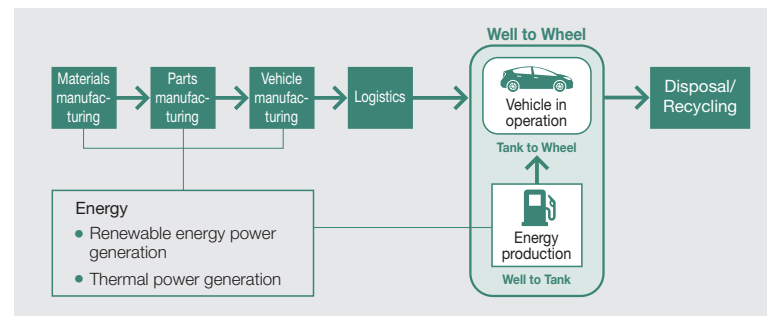 Well to Wheel
Materials
manufac-
turing
Parts
manufac-
turing
Vehicle
manufac-
turing
Logistics
Vehicle in
operation
Tank to Wheel
Disposal/
Recycling
Energy
• Renewable energy power
generation
• Thermal power generation
Energy
production
Well to Tank